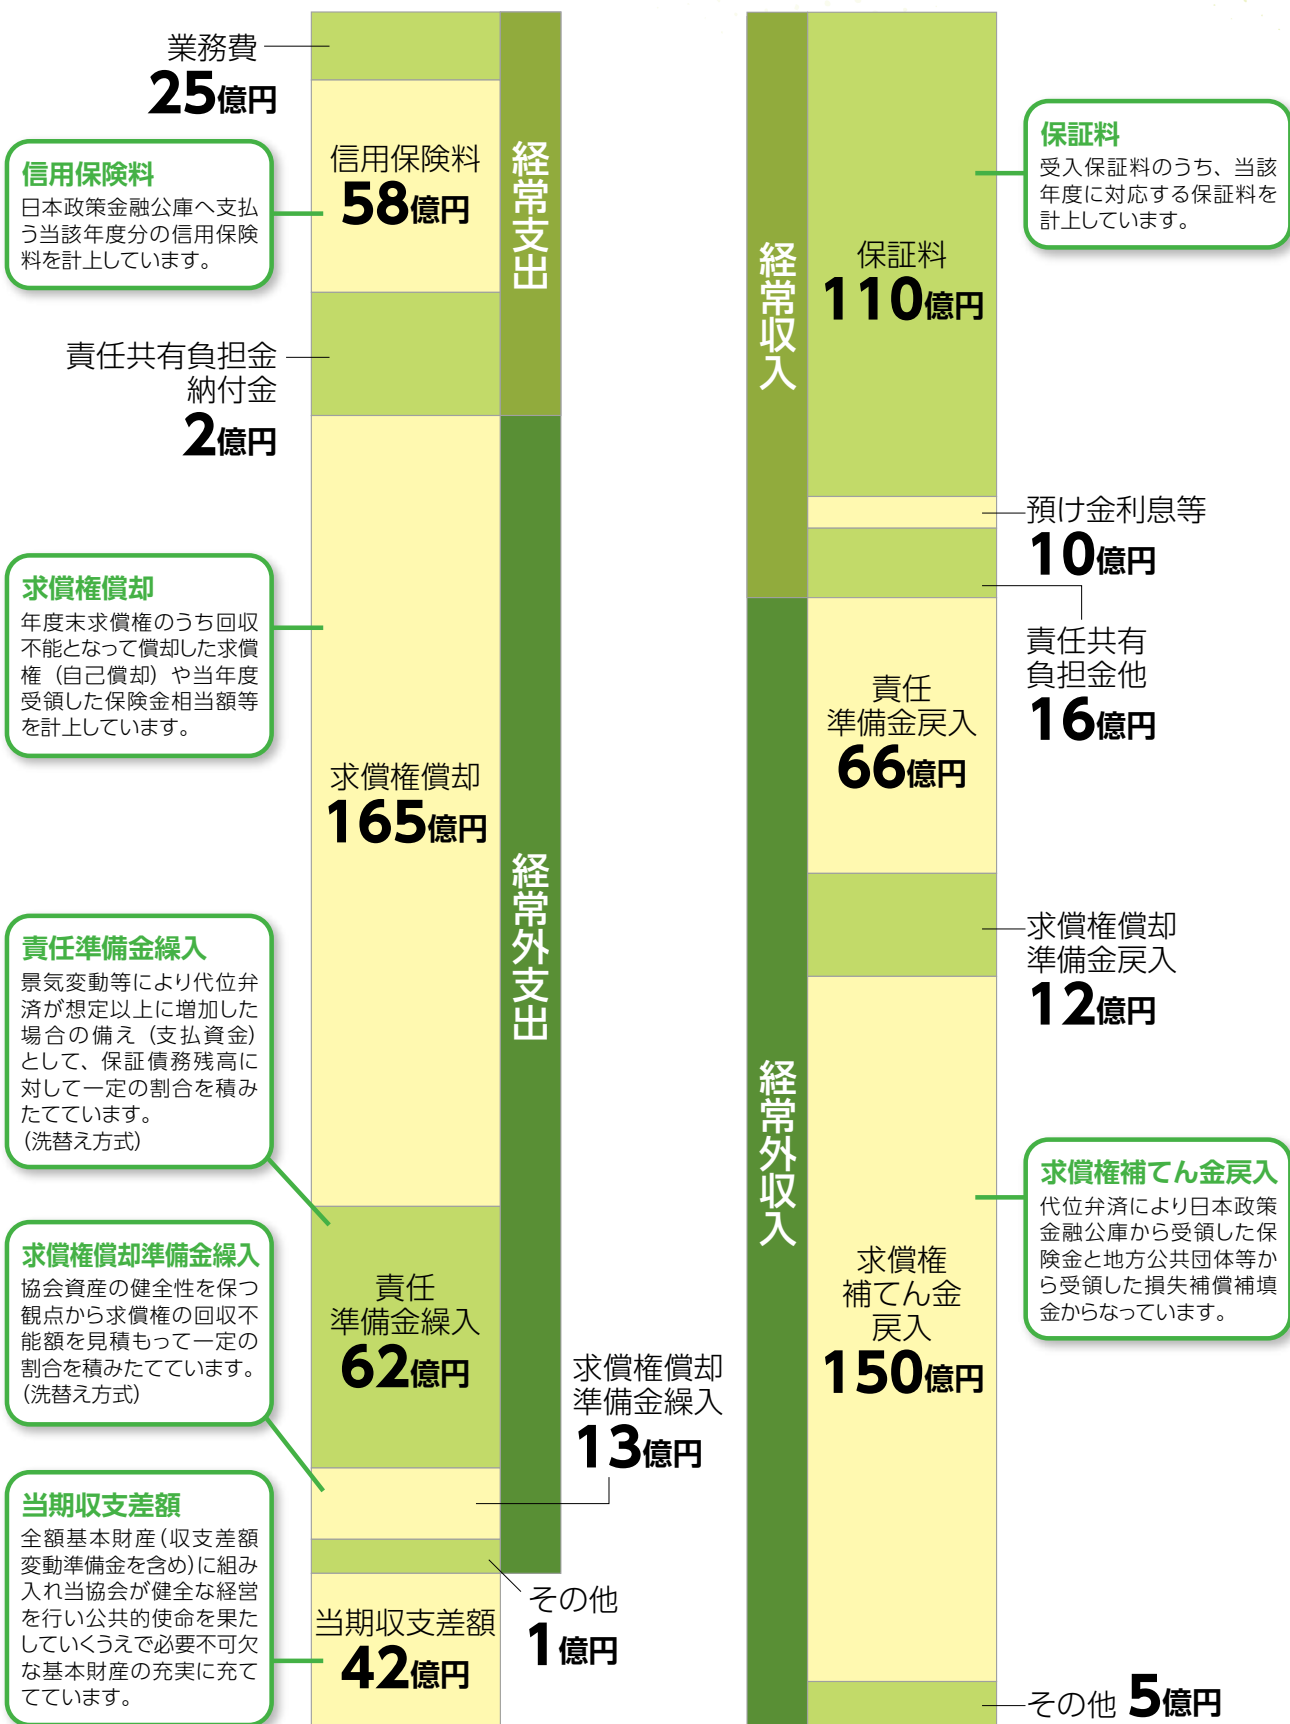 業務費
25億円
信用保険料
日本政策金融公庫へ支払
う当該年度分の信用保険
料を計上しています。
信用保険料
58億円
経常支出
責任共有負担金
納付金
2億円
求償権償却
年度末求償権のうち回収
不能となって償却した求償
権（自己償却）や当年度
受領した保険金相当額等
を計上しています。
求償権償却
165億円
経常外支出
責任準備金繰入
景気変動等により代位弁
済が想定以上に増加した
場合の備え（支払資金）
として、保証債務残高に
対して一定の割合を積み
たてています。
（洗替え方式）
求償権償却準備金繰入
協会資産の健全性を保つ
観点から求償権の回収不
能額を見積もって一定の
割合を積みたてています。
（洗替え方式）
責任
準備金繰入
62億円
求償権償却
準備金繰入
13億円
当期収支差額
全額基本財産（収支差額
変動準備金を含め）に組み
入れ当協会が健全な経営
を行い公共的使命を果た
していくうえで必要不可欠
な基本財産の充実に充て
てています。
当期収支差額
42億円
その他
1億円
経常収入
保証料
110億円
保証料
受入保証料のうち、当該
年度に対応する保証料を
計上しています。
預け金利息等
10億円
責任共有
負担金他
16億円
責任
準備金戻入
66億円
求償権償却
準備金戻入
12億円
経常外収入
求償権
補てん金
戻入
150億円
求償権補てん金戻入
代位弁済により日本政策
金融公庫から受領した保
険金と地方公共団体等か
ら受領した損失補償補填
金からなっています。
その他 5億円